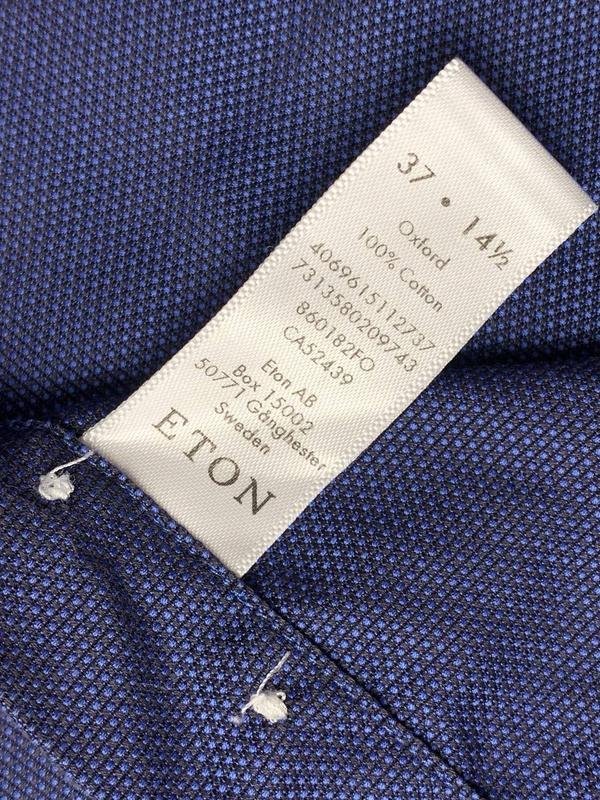 37 • 14½
Oxford
100% Cotton
4069615112737
7313580209743
860182FO
CA52439
Eton AB
Box 15002
50771 Gånghester
Sweden
ETON